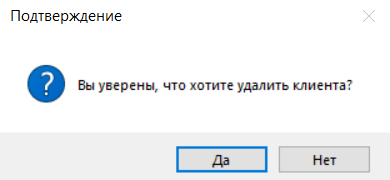 Подтверждение
Вы уверены, что хотите удалить клиента?
Да
Нет